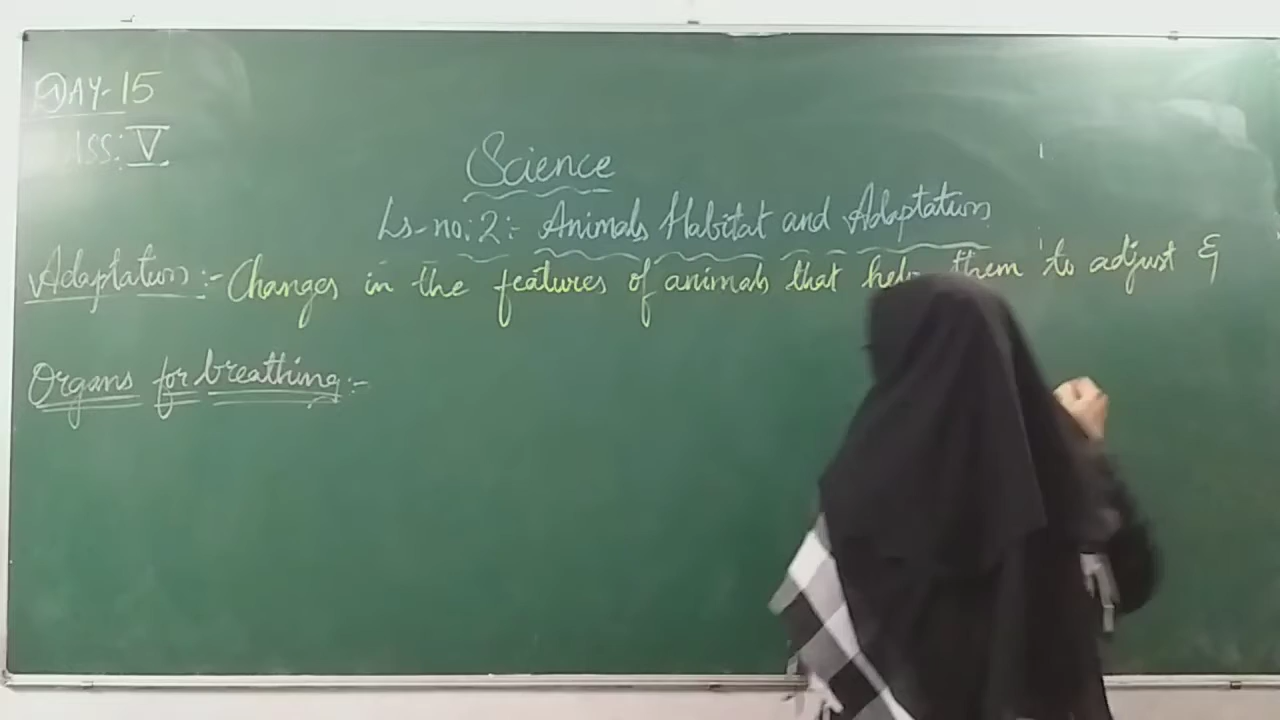 DAY-15
ss: V
Science
Ls-no:2:- Animals Habitat and Adaptation
Adaptation:- Changes in the features of animals that help them to adjust &
Organs for breathing:-